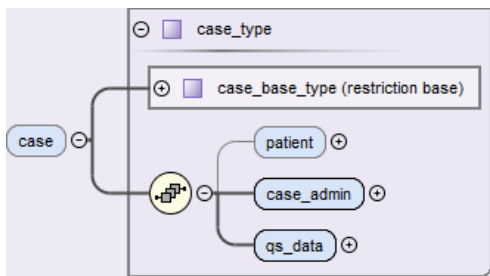 case_type
case_base_type (restriction base)
case
patient
case_admin
qs_data